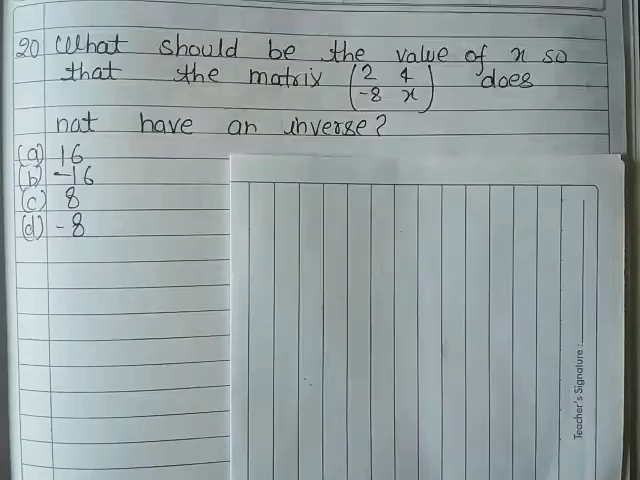 20 What should be the value of x so
that the matrix (2 4
-8 x) does
not have an inverse?
(a) 16
(b) -16
(c) 8
(d) -8
Teacher's Signature :